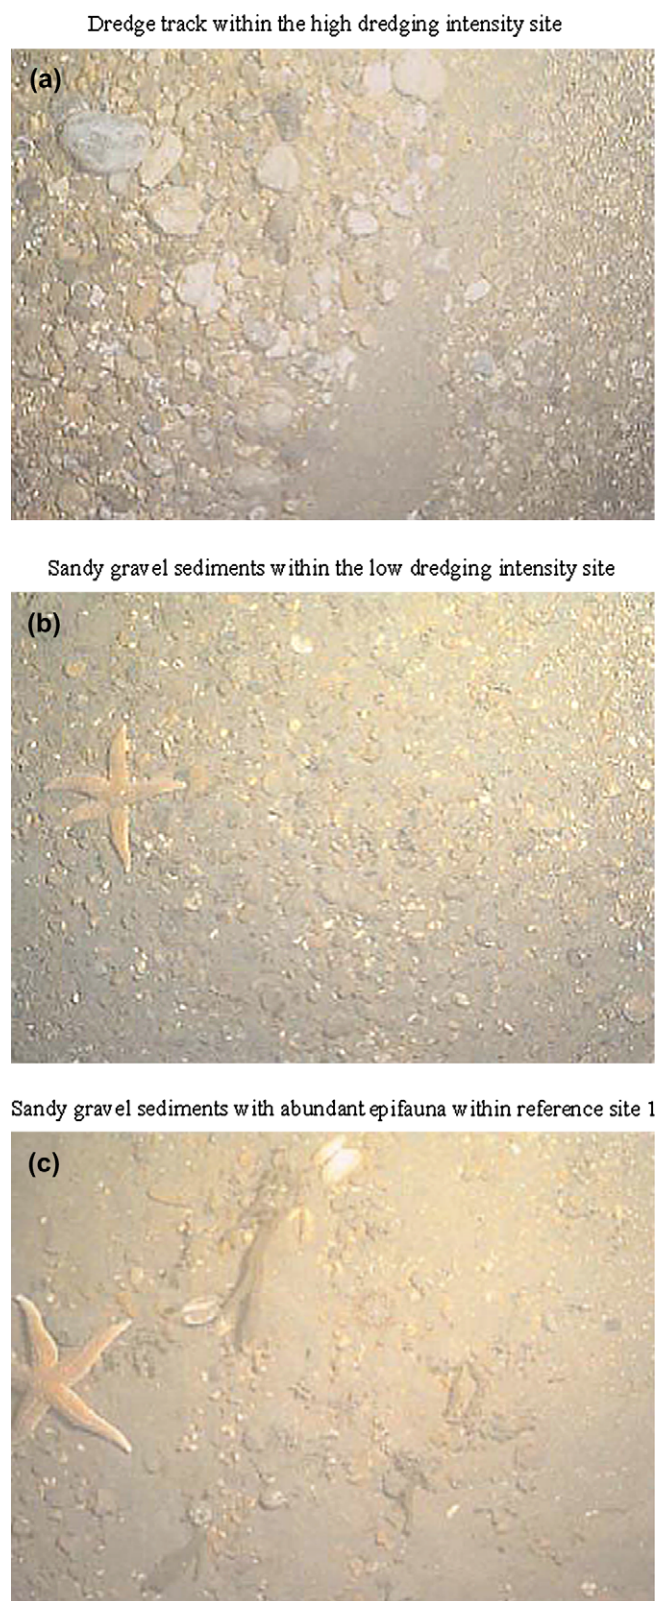 Dredge track within the high dredging intensity site
(a)
Sandy gravel sediments within the low dredging intensity site
(b)
Sandy gravel sediments with abundant epifauna within reference site 1
(c)